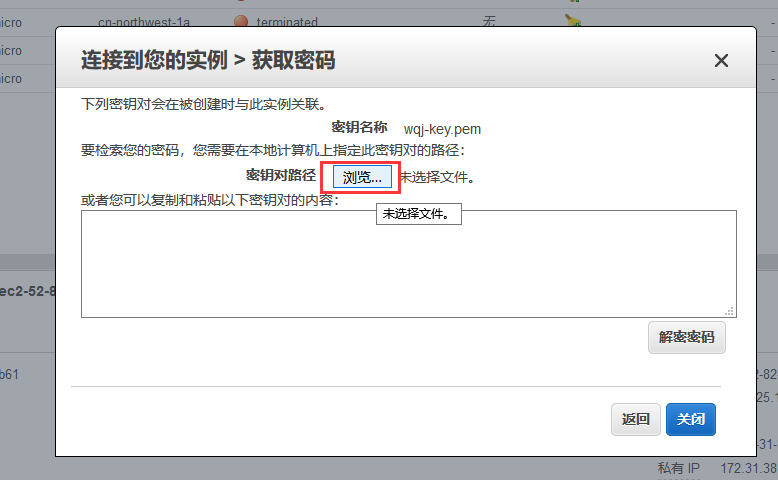 icro cn-northwest-1a terminated 无 -
icro -
icro -
连接到您的实例 > 获取密码
下列密钥对会在被创建时与此实例关联。
密钥名称 wqj-key.pem
要检索您的密码，您需要在本地计算机上指定此密钥对的路径：
密钥对路径 浏览... 未选择文件。
或者您可以复制和粘贴以下密钥对的内容：
未选择文件。
ec2-52-8
解密密码
b61 2-82
25.1
返回 关闭
-31-
私有 IP 172.31.38